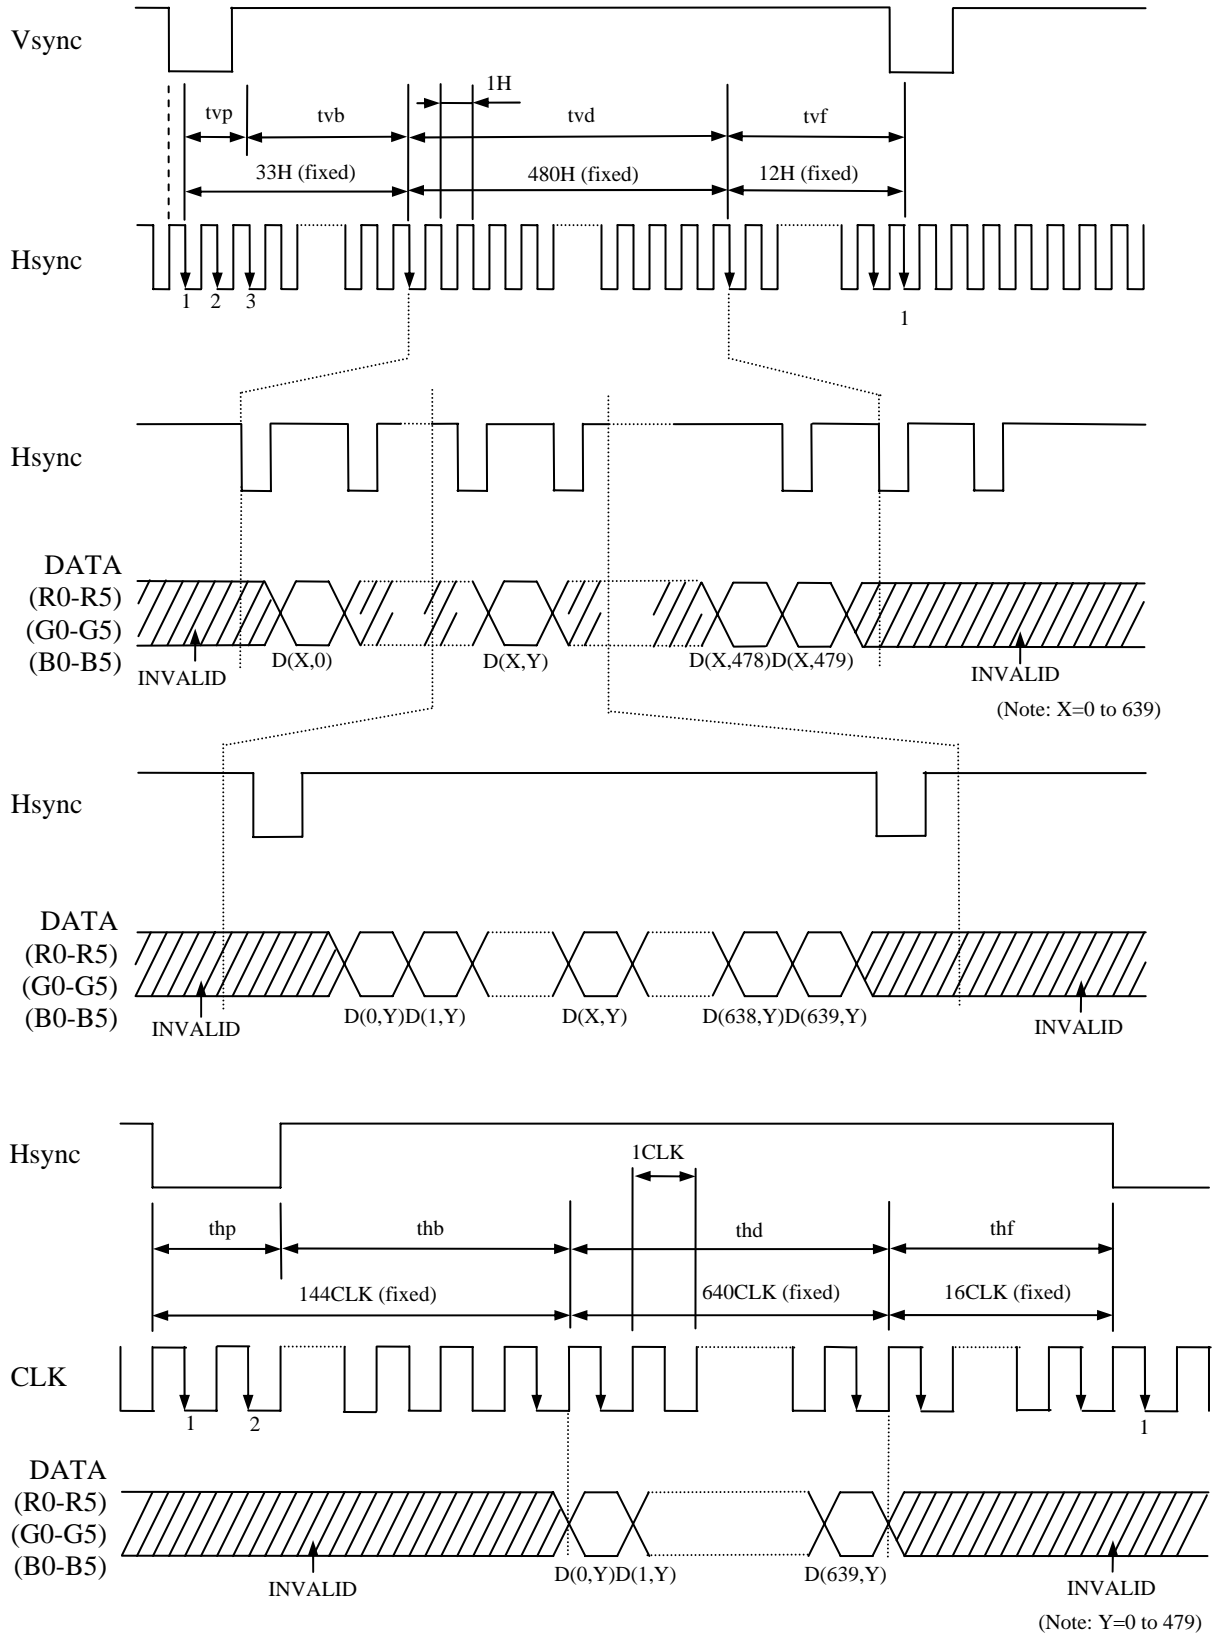 Vsync
1H
tvp
tvb
tvd
tvf
33H (fixed)
480H (fixed)
12H (fixed)
Hsync
1
2
3
1
Hsync
DATA
(R0-R5)
(G0-G5)
(B0-B5)
INVALID
D(X,0)
D(X,Y)
D(X,478)D(X,479)
INVALID
(Note: X=0 to 639)
Hsync
DATA
(R0-R5)
(G0-G5)
(B0-B5)
INVALID
D(0,Y)D(1,Y)
D(X,Y)
D(638,Y)D(639,Y)
INVALID
Hsync
1CLK
thp
thb
thd
thf
144CLK (fixed)
640CLK (fixed)
16CLK (fixed)
CLK
1
2
1
DATA
(R0-R5)
(G0-G5)
(B0-B5)
INVALID
D(0,Y)D(1,Y)
D(639,Y)
INVALID
(Note: Y=0 to 479)